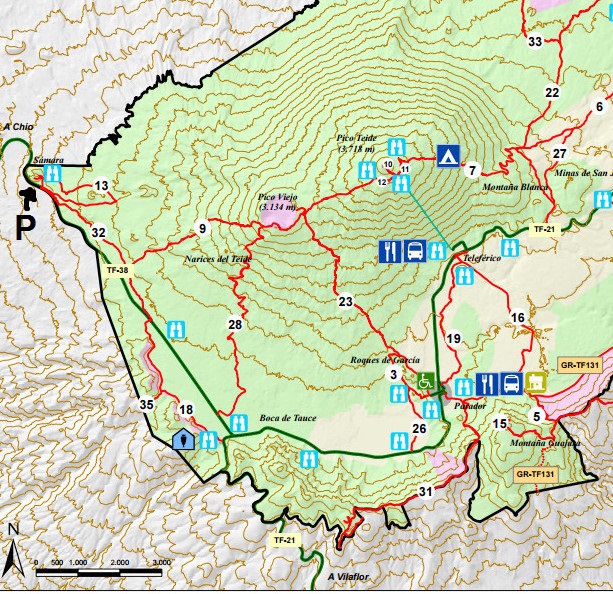 33
22
6
A Chio
Pico Teide
(3.718 m)
10
11
12
7
27
Sámara
Minas de San J
13
Montaña Blanca
Pico Viejo
(3.134 m)
P
32
9
TF-21
Narices del Teide
Teleférico
TF-38
23
16
28
19
Roques de García
GR-TF131
3
35
18
Parador
5
Boca de Tauce
26
15
Montaña Guajara
GR-TF131
31
N
TF-21
0 500 1.000 2.000 3.000
A Vilaflor